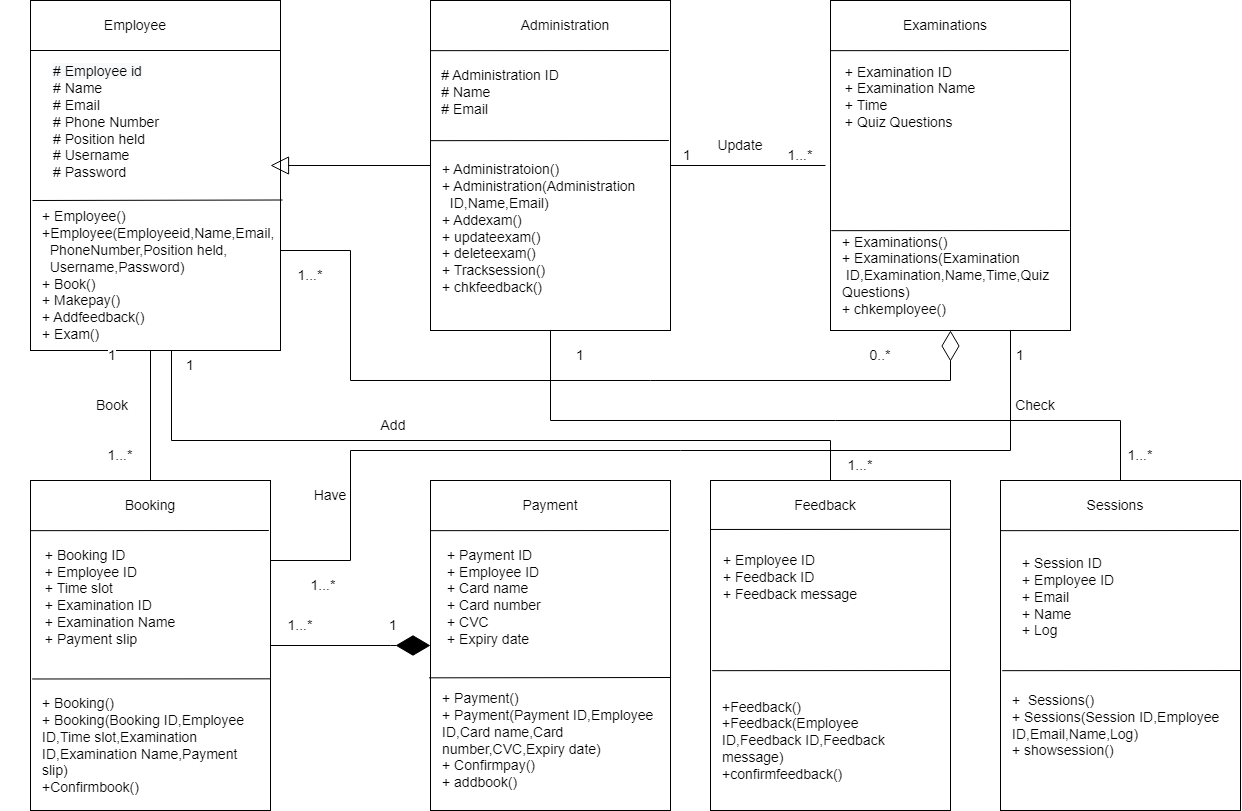 Employee
# Employee id
# Name
# Email
# Phone Number
# Position held
# Username
# Password
+ Employee()
+Employee(Employeeid,Name,Email,
PhoneNumber,Position held,
Username,Password)
+ Book()
+ Makepay()
+ Addfeedback()
+ Exam()
Administration
# Administration ID
# Name
# Email
+ Administratoion()
+ Administration(Administration
ID,Name,Email)
+ Addexam()
+ updateexam()
+ deleteexam()
+ Tracksession()
+ chkfeedback()
1
Update
1...*
Examinations
+ Examination ID
+ Examination Name
+ Time
+ Quiz Questions
+ Examinations()
+ Examinations(Examination
ID,Examination,Name,Time,Quiz
Questions)
+ chkemployee()
1...*
1
1
1
0..*
1
Book
Add
Check
1...*
1...*
1...*
Have
1...*
1...*
1
Booking
+ Booking ID
+ Employee ID
+ Time slot
+ Examination ID
+ Examination Name
+ Payment slip
+ Booking()
+ Booking(Booking ID,Employee
ID,Time slot,Examination
ID,Examination Name,Payment
slip)
+Confirmbook()
Payment
+ Payment ID
+ Employee ID
+ Card name
+ Card number
+ CVC
+ Expiry date
+ Payment()
+ Payment(Payment ID,Employee
ID,Card name,Card
number,CVC,Expiry date)
+ Confirmpay()
+ addbook()
Feedback
+ Employee ID
+ Feedback ID
+ Feedback message
+Feedback()
+Feedback(Employee
ID,Feedback ID,Feedback
message)
+confirmfeedback()
Sessions
+ Session ID
+ Employee ID
+ Email
+ Name
+ Log
+ Sessions()
+ Sessions(Session ID,Employee
ID,Email,Name,Log)
+ showsession()